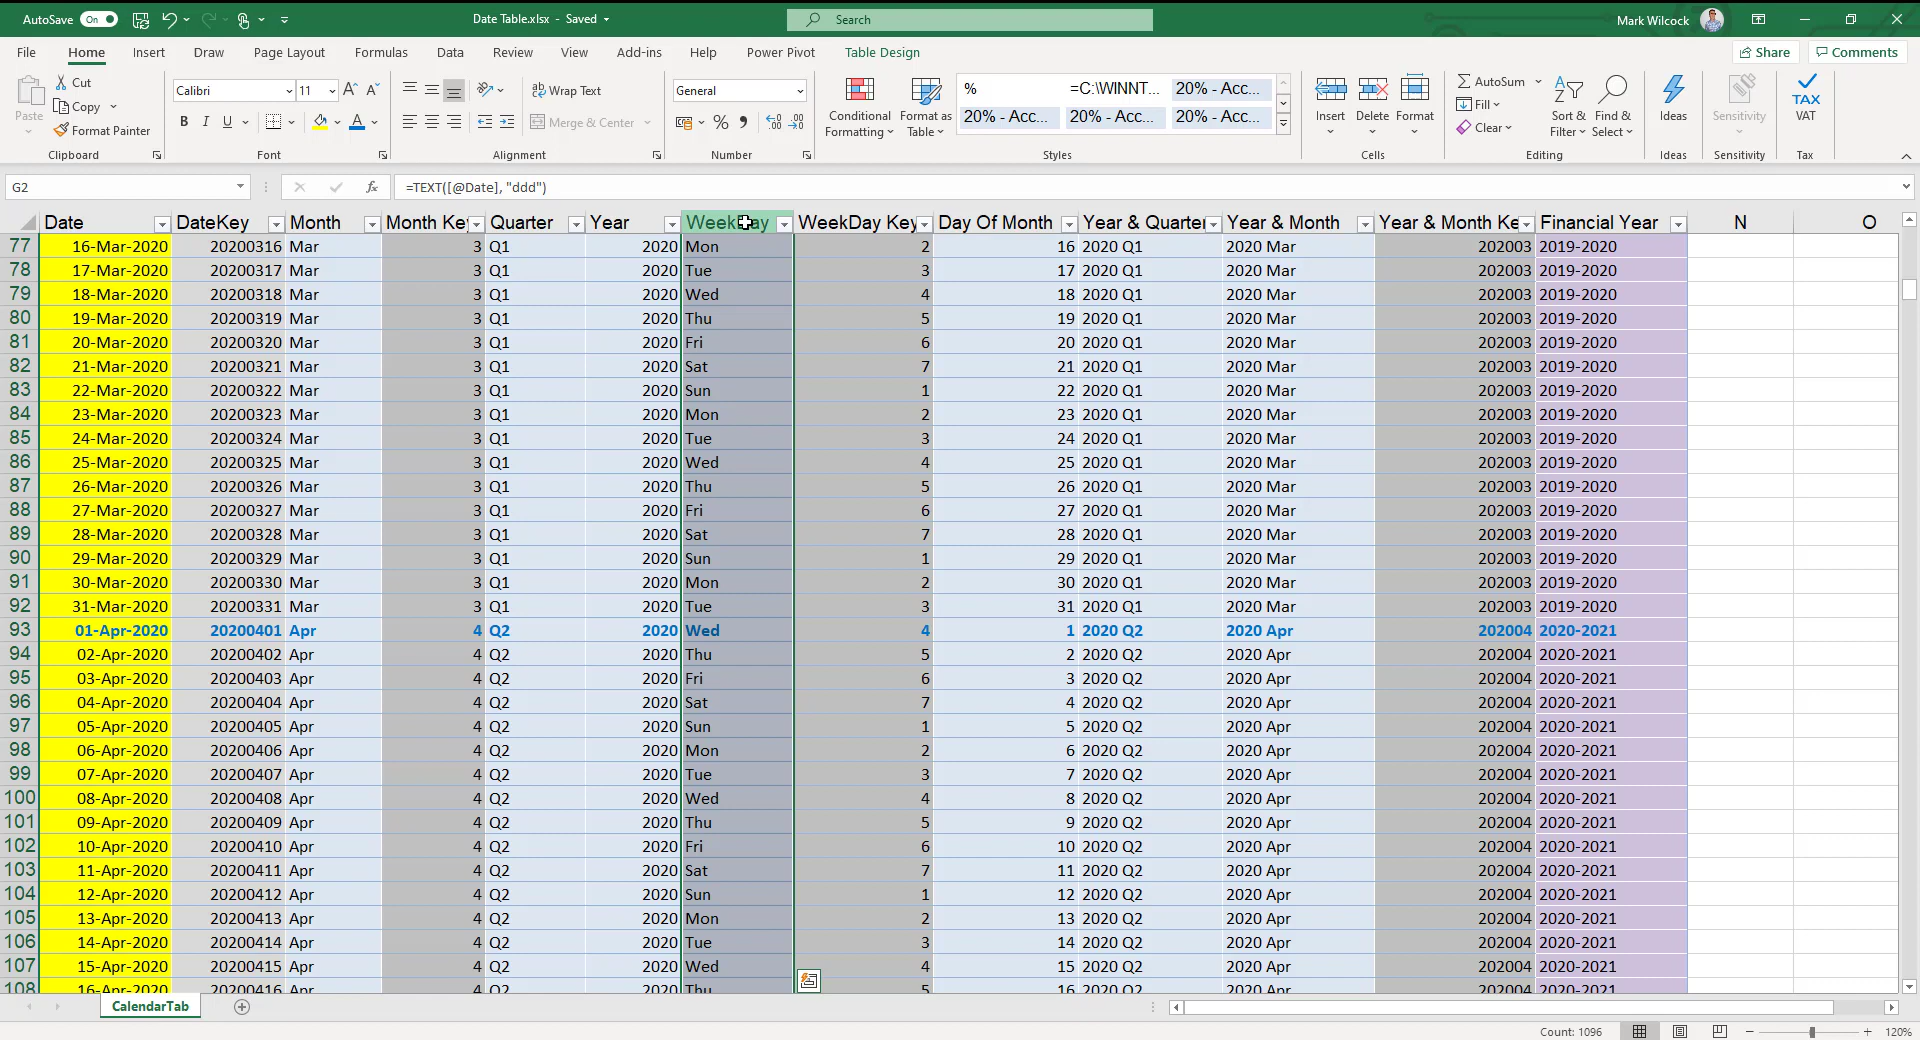 AutoSave On Date Table.xlsx - Saved Search Mark Wilcock
File Home Insert Draw Page Layout Formulas Data Review View Add-ins Help Power Pivot Table Design Share Comments
Paste Cut Copy Format Painter
Calibri 11 B I U
Wrap Text Merge & Center
General
% 
Conditional Formatting Format as Table
% =C:\WINNT... 20% - Acc...
20% - Acc... 20% - Acc... 20% - Acc...
Insert Delete Format
AutoSum Fill Clear Sort & Filter Find & Select
Ideas Sensitivity TAX VAT
Clipboard Font Alignment Number Styles Cells Editing Ideas Sensitivity Tax
G2 fx =TEXT([@Date], "ddd")
Date DateKey Month Month Key Quarter Year WeekDay WeekDay Key Day Of Month Year & Quarter Year & Month Year & Month Ke Financial Year N O
77 16-Mar-2020 20200316 Mar 3 Q1 2020 Mon 2 16 2020 Q1 2020 Mar 202003 2019-2020
78 17-Mar-2020 20200317 Mar 3 Q1 2020 Tue 3 17 2020 Q1 2020 Mar 202003 2019-2020
79 18-Mar-2020 20200318 Mar 3 Q1 2020 Wed 4 18 2020 Q1 2020 Mar 202003 2019-2020
80 19-Mar-2020 20200319 Mar 3 Q1 2020 Thu 5 19 2020 Q1 2020 Mar 202003 2019-2020
81 20-Mar-2020 20200320 Mar 3 Q1 2020 Fri 6 20 2020 Q1 2020 Mar 202003 2019-2020
82 21-Mar-2020 20200321 Mar 3 Q1 2020 Sat 7 21 2020 Q1 2020 Mar 202003 2019-2020
83 22-Mar-2020 20200322 Mar 3 Q1 2020 Sun 1 22 2020 Q1 2020 Mar 202003 2019-2020
84 23-Mar-2020 20200323 Mar 3 Q1 2020 Mon 2 23 2020 Q1 2020 Mar 202003 2019-2020
85 24-Mar-2020 20200324 Mar 3 Q1 2020 Tue 3 24 2020 Q1 2020 Mar 202003 2019-2020
86 25-Mar-2020 20200325 Mar 3 Q1 2020 Wed 4 25 2020 Q1 2020 Mar 202003 2019-2020
87 26-Mar-2020 20200326 Mar 3 Q1 2020 Thu 5 26 2020 Q1 2020 Mar 202003 2019-2020
88 27-Mar-2020 20200327 Mar 3 Q1 2020 Fri 6 27 2020 Q1 2020 Mar 202003 2019-2020
89 28-Mar-2020 20200328 Mar 3 Q1 2020 Sat 7 28 2020 Q1 2020 Mar 202003 2019-2020
90 29-Mar-2020 20200329 Mar 3 Q1 2020 Sun 1 29 2020 Q1 2020 Mar 202003 2019-2020
91 30-Mar-2020 20200330 Mar 3 Q1 2020 Mon 2 30 2020 Q1 2020 Mar 202003 2019-2020
92 31-Mar-2020 20200331 Mar 3 Q1 2020 Tue 3 31 2020 Q1 2020 Mar 202003 2019-2020
93 01-Apr-2020 20200401 Apr 4 Q2 2020 Wed 4 1 2020 Q2 2020 Apr 202004 2020-2021
94 02-Apr-2020 20200402 Apr 4 Q2 2020 Thu 5 2 2020 Q2 2020 Apr 202004 2020-2021
95 03-Apr-2020 20200403 Apr 4 Q2 2020 Fri 6 3 2020 Q2 2020 Apr 202004 2020-2021
96 04-Apr-2020 20200404 Apr 4 Q2 2020 Sat 7 4 2020 Q2 2020 Apr 202004 2020-2021
97 05-Apr-2020 20200405 Apr 4 Q2 2020 Sun 1 5 2020 Q2 2020 Apr 202004 2020-2021
98 06-Apr-2020 20200406 Apr 4 Q2 2020 Mon 2 6 2020 Q2 2020 Apr 202004 2020-2021
99 07-Apr-2020 20200407 Apr 4 Q2 2020 Tue 3 7 2020 Q2 2020 Apr 202004 2020-2021
100 08-Apr-2020 20200408 Apr 4 Q2 2020 Wed 4 8 2020 Q2 2020 Apr 202004 2020-2021
101 09-Apr-2020 20200409 Apr 4 Q2 2020 Thu 5 9 2020 Q2 2020 Apr 202004 2020-2021
102 10-Apr-2020 20200410 Apr 4 Q2 2020 Fri 6 10 2020 Q2 2020 Apr 202004 2020-2021
103 11-Apr-2020 20200411 Apr 4 Q2 2020 Sat 7 11 2020 Q2 2020 Apr 202004 2020-2021
104 12-Apr-2020 20200412 Apr 4 Q2 2020 Sun 1 12 2020 Q2 2020 Apr 202004 2020-2021
105 13-Apr-2020 20200413 Apr 4 Q2 2020 Mon 2 13 2020 Q2 2020 Apr 202004 2020-2021
106 14-Apr-2020 20200414 Apr 4 Q2 2020 Tue 3 14 2020 Q2 2020 Apr 202004 2020-2021
107 15-Apr-2020 20200415 Apr 4 Q2 2020 Wed 4 15 2020 Q2 2020 Apr 202004 2020-2021
108 16-Apr-2020 20200416 Apr 4 Q2 2020 Thu 5 16 2020 Q2 2020 Apr 202004 2020-2021
CalendarTab
Count: 1096 120%